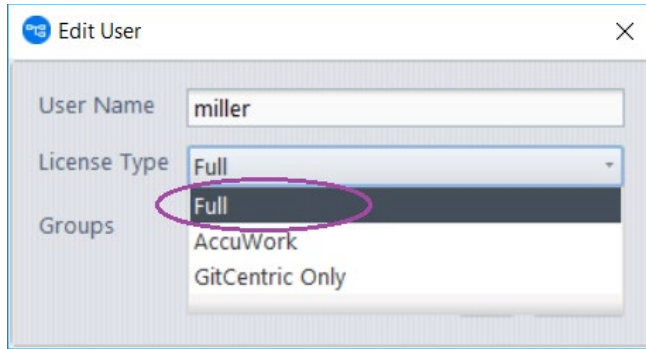 Edit User
User Name
miller
License Type
Full
Full
Groups
AccuWork
GitCentric Only